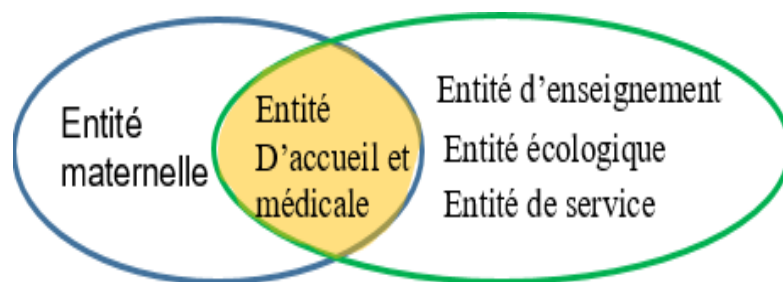 Entité
maternelle
Entité
D'accueil et
médicale
Entité d'enseignement
Entité écologique
Entité de service